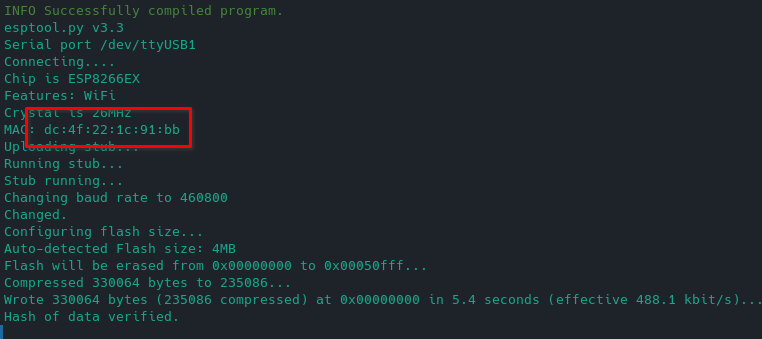 INFO Successfully compiled program.
esptool.py v3.3
Serial port /dev/ttyUSB1
Connecting....
Chip is ESP8266EX
Features: WiFi
Crystal is 26MHz
MAC: dc:4f:22:1c:91:bb
Uploading stub...
Running stub...
Stub running...
Changing baud rate to 460800
Changed.
Configuring flash size...
Auto-detected Flash size: 4MB
Flash will be erased from 0x00000000 to 0x00050fff...
Compressed 330064 bytes to 235086...
Wrote 330064 bytes (235086 compressed) at 0x00000000 in 5.4 seconds (effective 488.1 kbit/s)...
Hash of data verified.